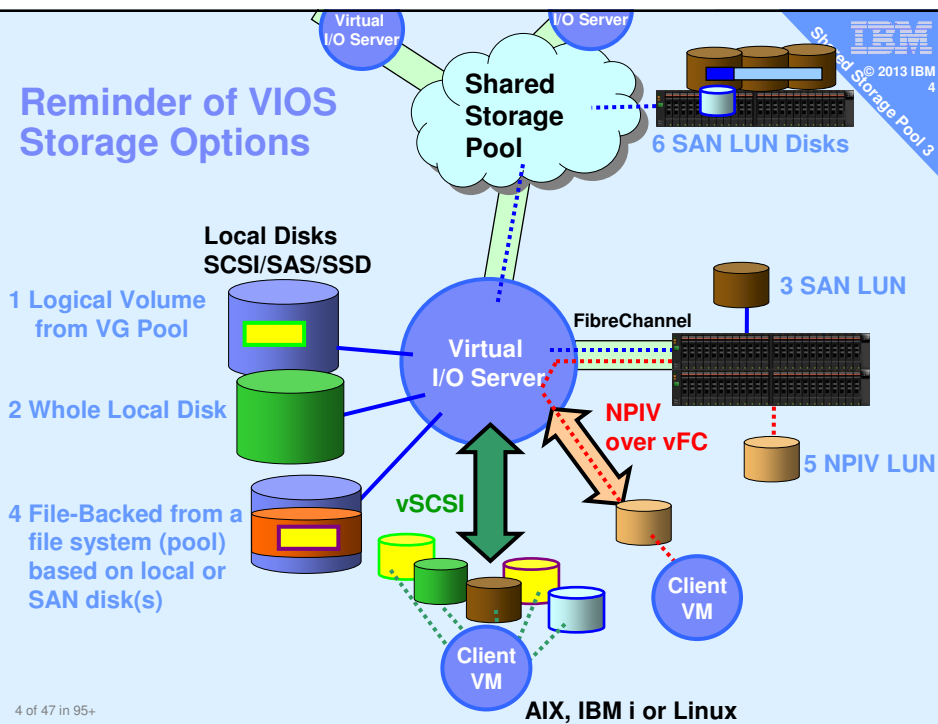 Virtual
I/O Server
I/O Server
Shared
Storage
Pool
IBM
© 2013 IBM
4
Shared Storage Pool 3
Reminder of VIOS
Storage Options
6 SAN LUN Disks
Local Disks
SCSI/SAS/SSD
1 Logical Volume
from VG Pool
3 SAN LUN
FibreChannel
Virtual
I/O Server
2 Whole Local Disk
NPIV
over vFC
5 NPIV LUN
vSCSI
4 File-Backed from a
file system (pool)
based on local or
SAN disk(s)
Client
VM
Client
VM
4 of 47 in 95+
AIX, IBM i or Linux